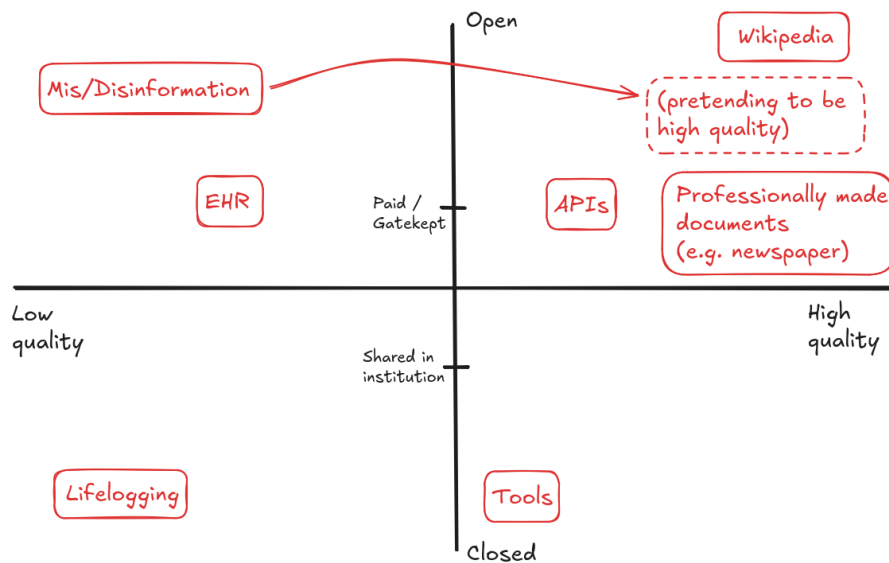 Open
Wikipedia
Mis/Disinformation
(pretending to be
high quality)
EHR
Paid /
Gatekept
APIs
Professionally made
documents
(e.g. newspaper)
Low
quality
High
quality
Shared in
institution
Lifelogging
Tools
Closed